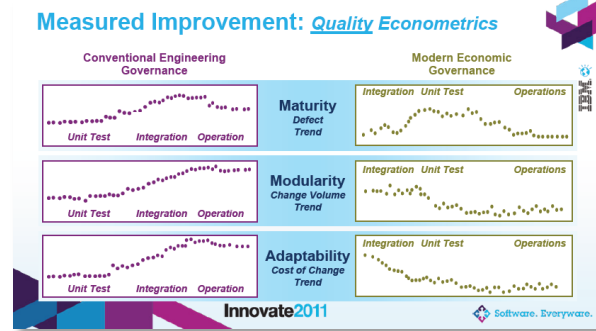 Measured Improvement: Quality Econometrics
Conventional Engineering
Governance
Modern Economic
Governance
IBM
Unit Test Integration Operation
Maturity
Defect
Trend
Integration Unit Test Operations
Unit Test Integration Operation
Modularity
Change Volume
Trend
Integration Unit Test Operations
Unit Test Integration Operation
Adaptability
Cost of Change
Trend
Integration Unit Test Operations
Innovate2011
Software. Everyware.